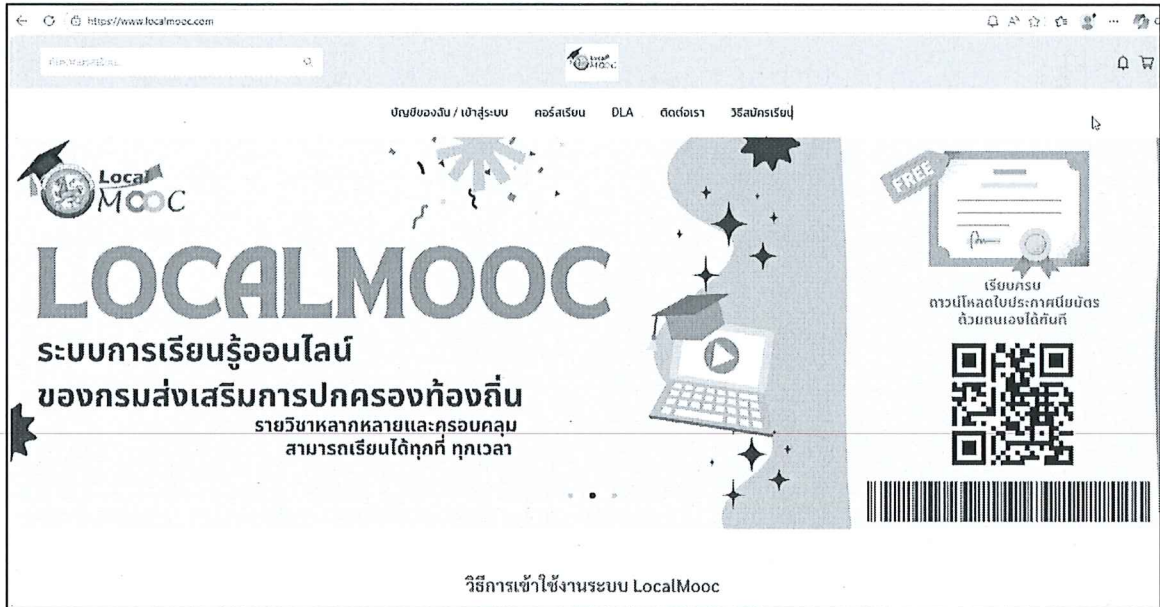 https://www.localmooc.com
Local MOOC
บัญชีของฉัน / เข้าสู่ระบบ คอร์สเรียน DLA ติดต่อเรา วิธีสมัครเรียน
Local
MOOC
FREE
LOCALMOOC
ระบบการเรียนรู้ออนไลน์
ของกรมส่งเสริมการปกครองท้องถิ่น
รายวิชาหลากหลายและครอบคลุม
สามารถเรียนได้ทุกที่ ทุกเวลา
เรียนครบ
ดาวน์โหลดใบประกาศนียบัตร
ด้วยตนเองได้ทันที
วิธีการเข้าใช้งานระบบ LocalMooc